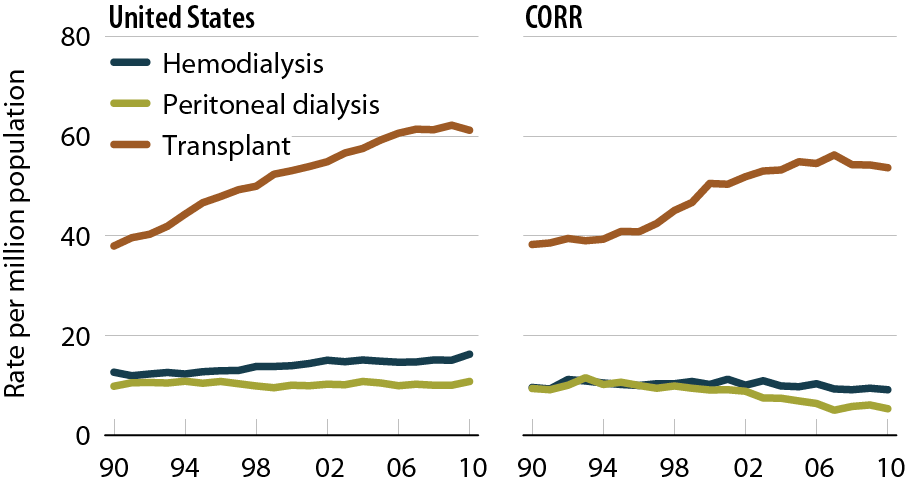 United States
CORR
Rate per million population
80
60
40
20
0
Hemodialysis
Peritoneal dialysis
Transplant
90 94 98 02 06 10
90 94 98 02 06 10